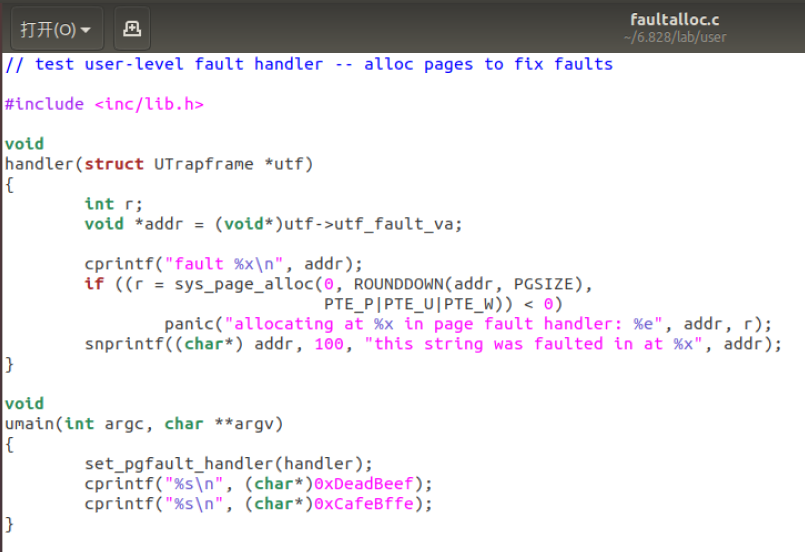 打开(O)
faultalloc.c
~/6.828/lab/user
// test user-level fault handler -- alloc pages to fix faults
#include <inc/lib.h>
void
handler(struct UTrapframe *utf)
{
        int r;
        void *addr = (void*)utf->utf_fault_va;
        cprintf("fault %x\n", addr);
        if ((r = sys_page_alloc(0, ROUNDDOWN(addr, PGSIZE),
                                PTE_P|PTE_U|PTE_W)) < 0)
                panic("allocating at %x in page fault handler: %e", addr, r);
        snprintf((char*) addr, 100, "this string was faulted in at %x", addr);
}
void
umain(int argc, char **argv)
{
        set_pgfault_handler(handler);
        cprintf("%s\n", (char*)0xDeadBeef);
        cprintf("%s\n", (char*)0xCafeBffe);
}